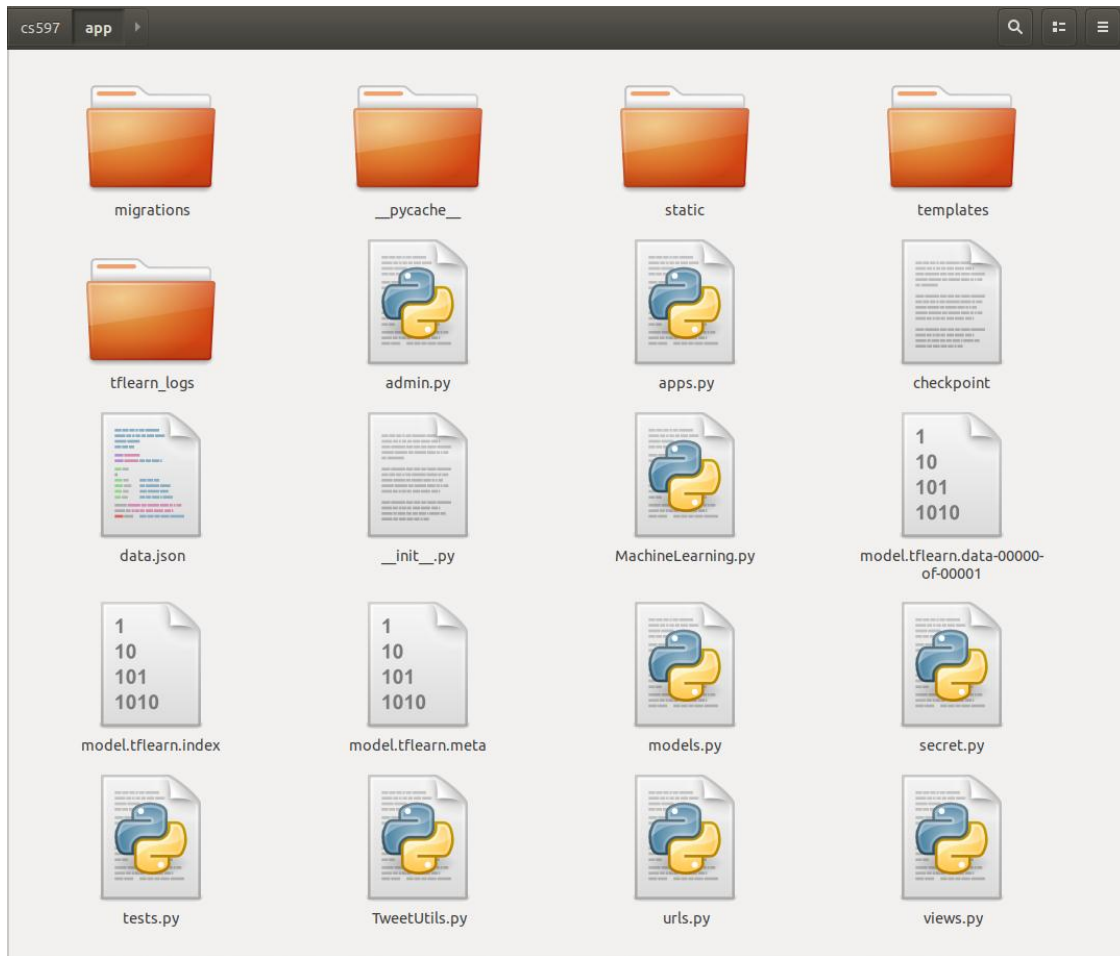 cs597 app
migrations
__pycache__
static
templates
tflearn_logs
admin.py
apps.py
checkpoint
data.json
__init__.py
MachineLearning.py
1
10
101
1010
model.tflearn.data-00000-
of-00001
1
10
101
1010
model.tflearn.index
1
10
101
1010
model.tflearn.meta
models.py
secret.py
tests.py
TweetUtils.py
urls.py
views.py